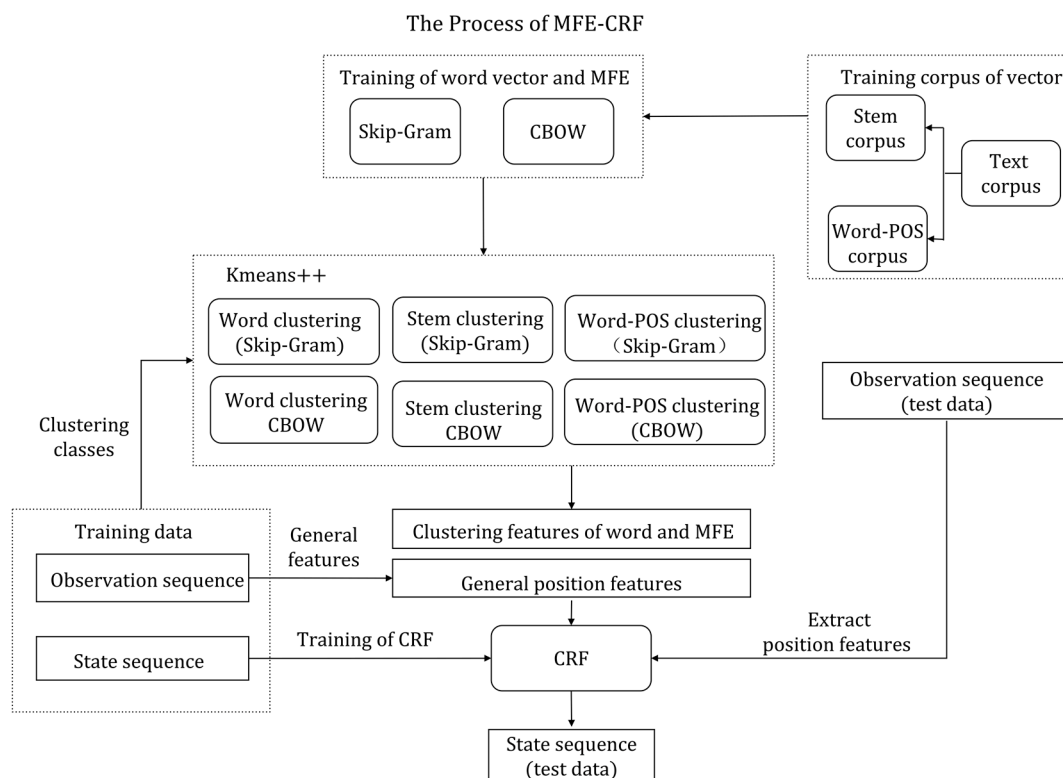 The Process of MFE-CRF
Training of word vector and MFE
Skip-Gram
CBOW
Training corpus of vector
Stem
corpus
Text
corpus
Word-POS
corpus
Kmeans++
Word clustering
(Skip-Gram)
Stem clustering
(Skip-Gram)
Word-POS clustering
（Skip-Gram）
Word clustering
CBOW
Stem clustering
CBOW
Word-POS clustering
(CBOW)
Observation sequence
(test data)
Clustering
classes
Training data
Observation sequence
State sequence
General
features
Clustering features of word and MFE
General position features
Training of CRF
CRF
Extract
position features
State sequence
(test data)